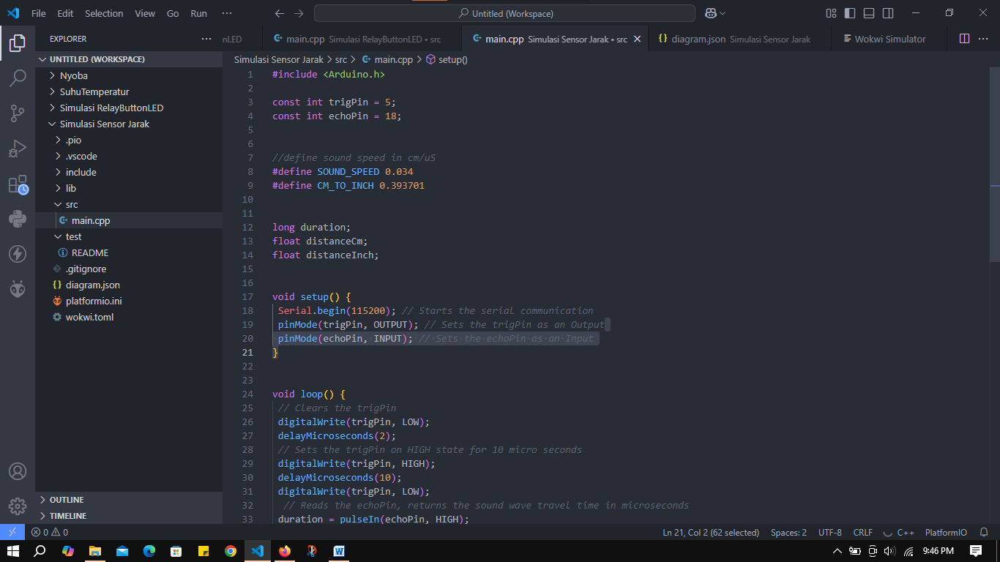 File Edit Selection View Go Run ···
Untitled (Workspace)
EXPLORER ···
nLED
main.cpp Simulasi RelayButtonLED • src
main.cpp Simulasi Sensor Jarak • src
diagram.json Simulasi Sensor Jarak
Wokwi Simulator
UNTITLED (WORKSPACE)
Nyoba
SuhuTemperatur
Simulasi RelayButtonLED
Simulasi Sensor Jarak
.pio
.vscode
include
lib
src
main.cpp
test
README
.gitignore
diagram.json
platformio.ini
wokwi.toml
OUTLINE
TIMELINE
Simulasi Sensor Jarak > src > main.cpp > setup()
1 #include <Arduino.h>
2
3 const int trigPin = 5;
4 const int echoPin = 18;
5
6
7 //define sound speed in cm/uS
8 #define SOUND_SPEED 0.034
9 #define CM_TO_INCH 0.393701
10
11
12 long duration;
13 float distanceCm;
14 float distanceInch;
15
16
17 void setup() {
18 Serial.begin(115200); // Starts the serial communication
19 pinMode(trigPin, OUTPUT); // Sets the trigPin as an Output
20 pinMode(echoPin, INPUT); // Sets the echoPin as an Input
21 }
22
23
24 void loop() {
25 // Clears the trigPin
26 digitalWrite(trigPin, LOW);
27 delayMicroseconds(2);
28 // Sets the trigPin on HIGH state for 10 micro seconds
29 digitalWrite(trigPin, HIGH);
30 delayMicroseconds(10);
31 digitalWrite(trigPin, LOW);
32 // Reads the echoPin, returns the sound wave travel time in microseconds
33 duration = pulseIn(echoPin, HIGH);
0 0 Ln 21, Col 2 (62 selected) Spaces: 2 UTF-8 CRLF C++ PlatformIO
9:46 PM